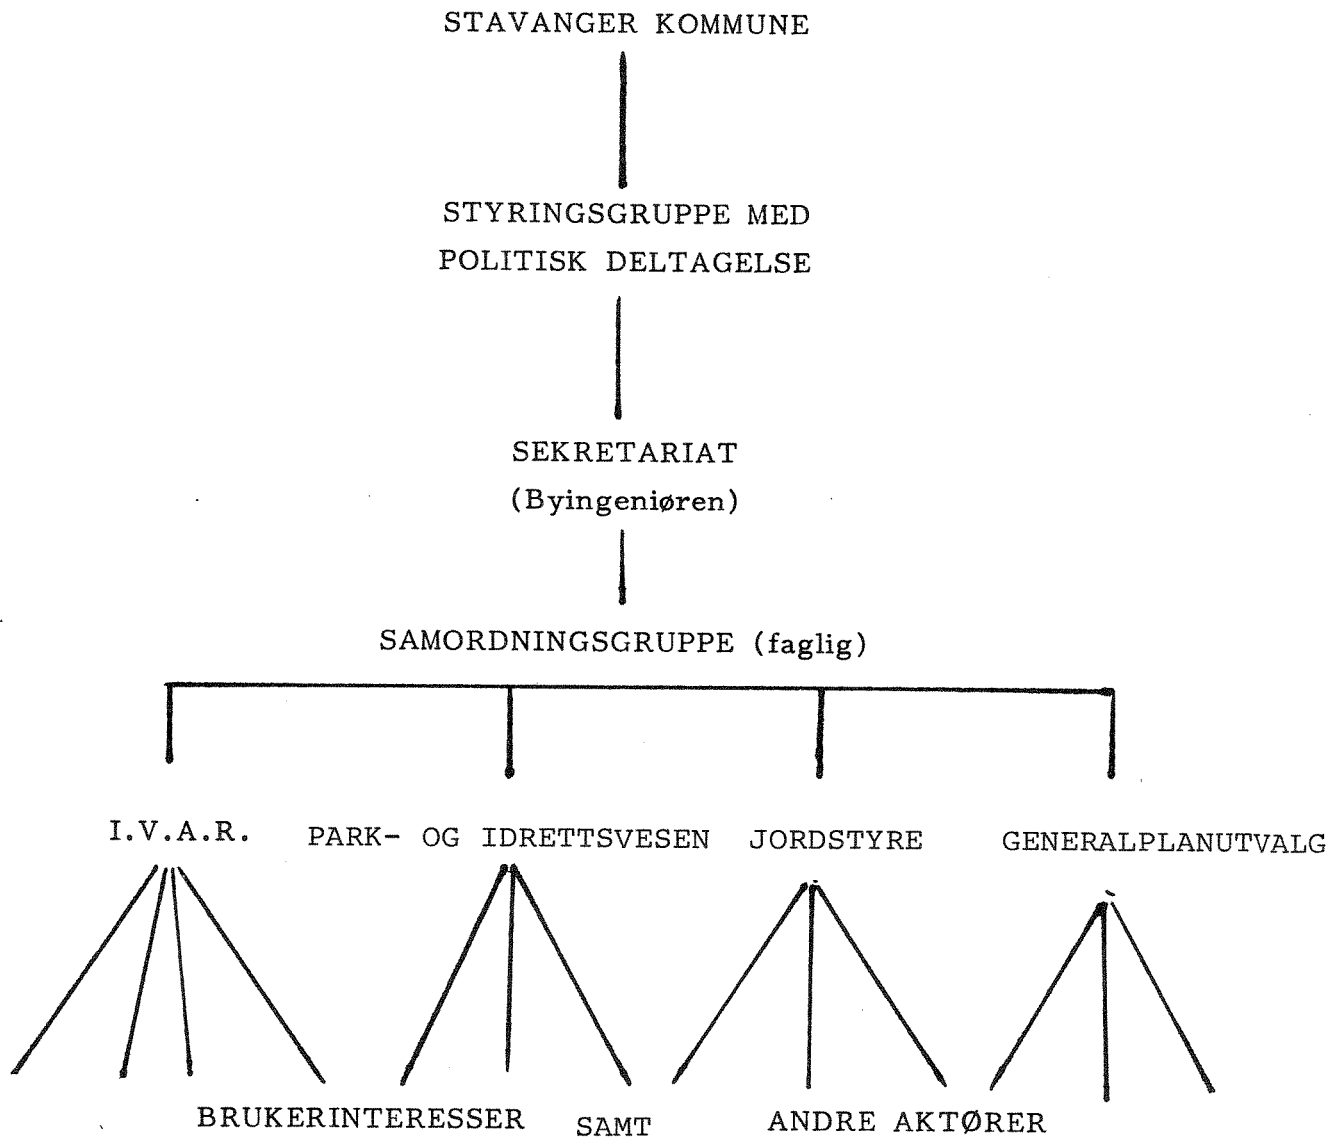 STAVANGER KOMMUNE
STYRINGSGRUPPE MED
POLITISK DELTAGELSE
SEKRETARIAT
(Byingeniøren)
SAMORDNINGSGRUPPE (faglig)
I.V.A.R. PARK- OG IDRETTSVESEN JORDSTYRE GENERALPLANUTVALG
BRUKERINTERESSER SAMT ANDRE AKTØRER